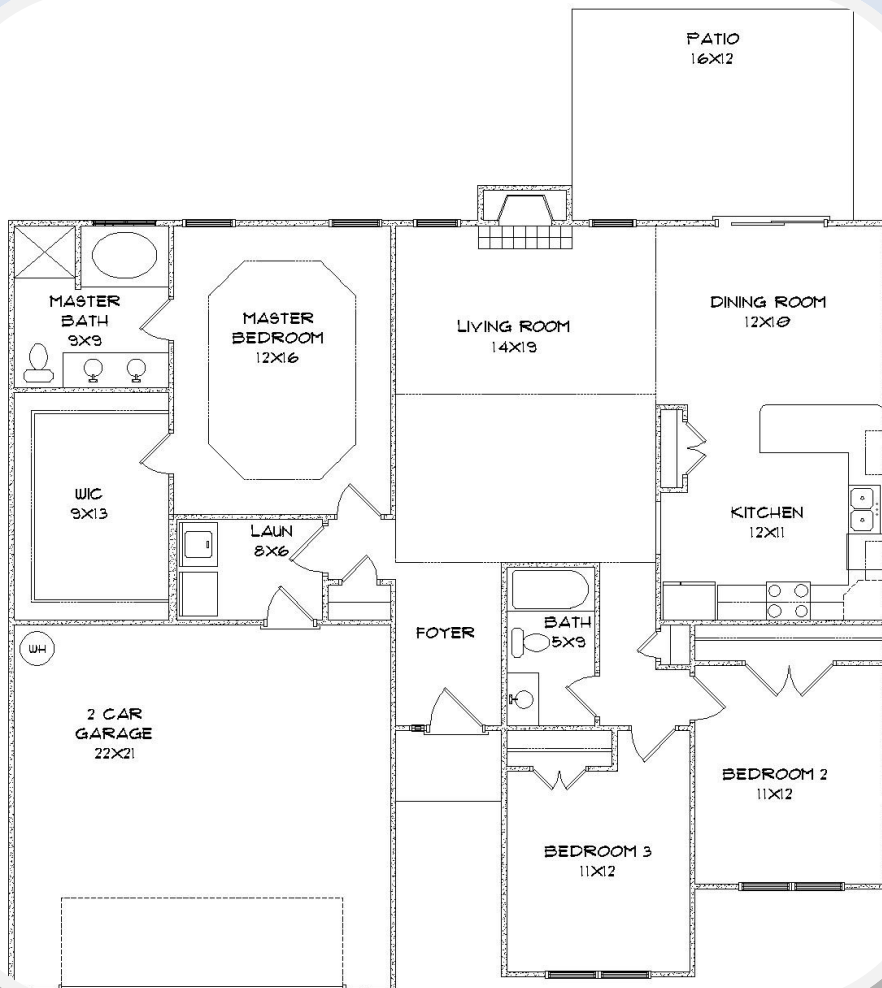 PATIO
16X12
MASTER
BATH
9X9
MASTER
BEDROOM
12X16
LIVING ROOM
14X19
DINING ROOM
12X10
WIC
9X13
LAUN
8X6
KITCHEN
12X11
FOYER
BATH
5X9
WH
2 CAR
GARAGE
22X21
BEDROOM 2
11X12
BEDROOM 3
11X12